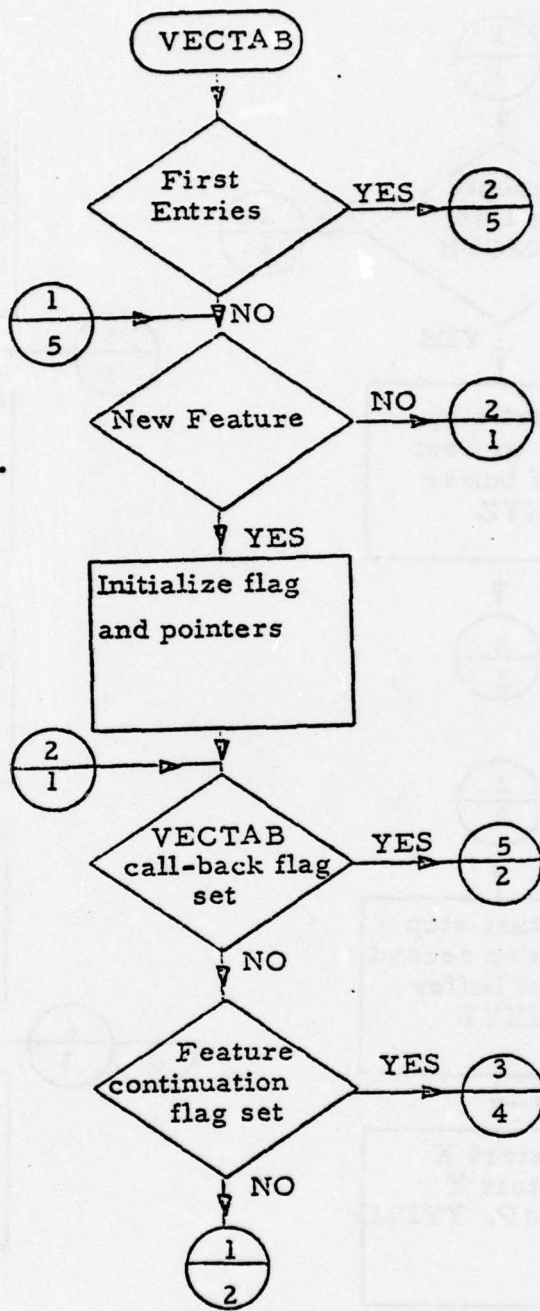 VECTAB
First
Entries
YES
2
5
1
5
NO
New Feature
NO
2
1
YES
Initialize flag
and pointers
2
1
VECTAB
call-back flag
set
YES
5
2
NO
Feature
continuation
flag set
YES
3
4
NO
1
2